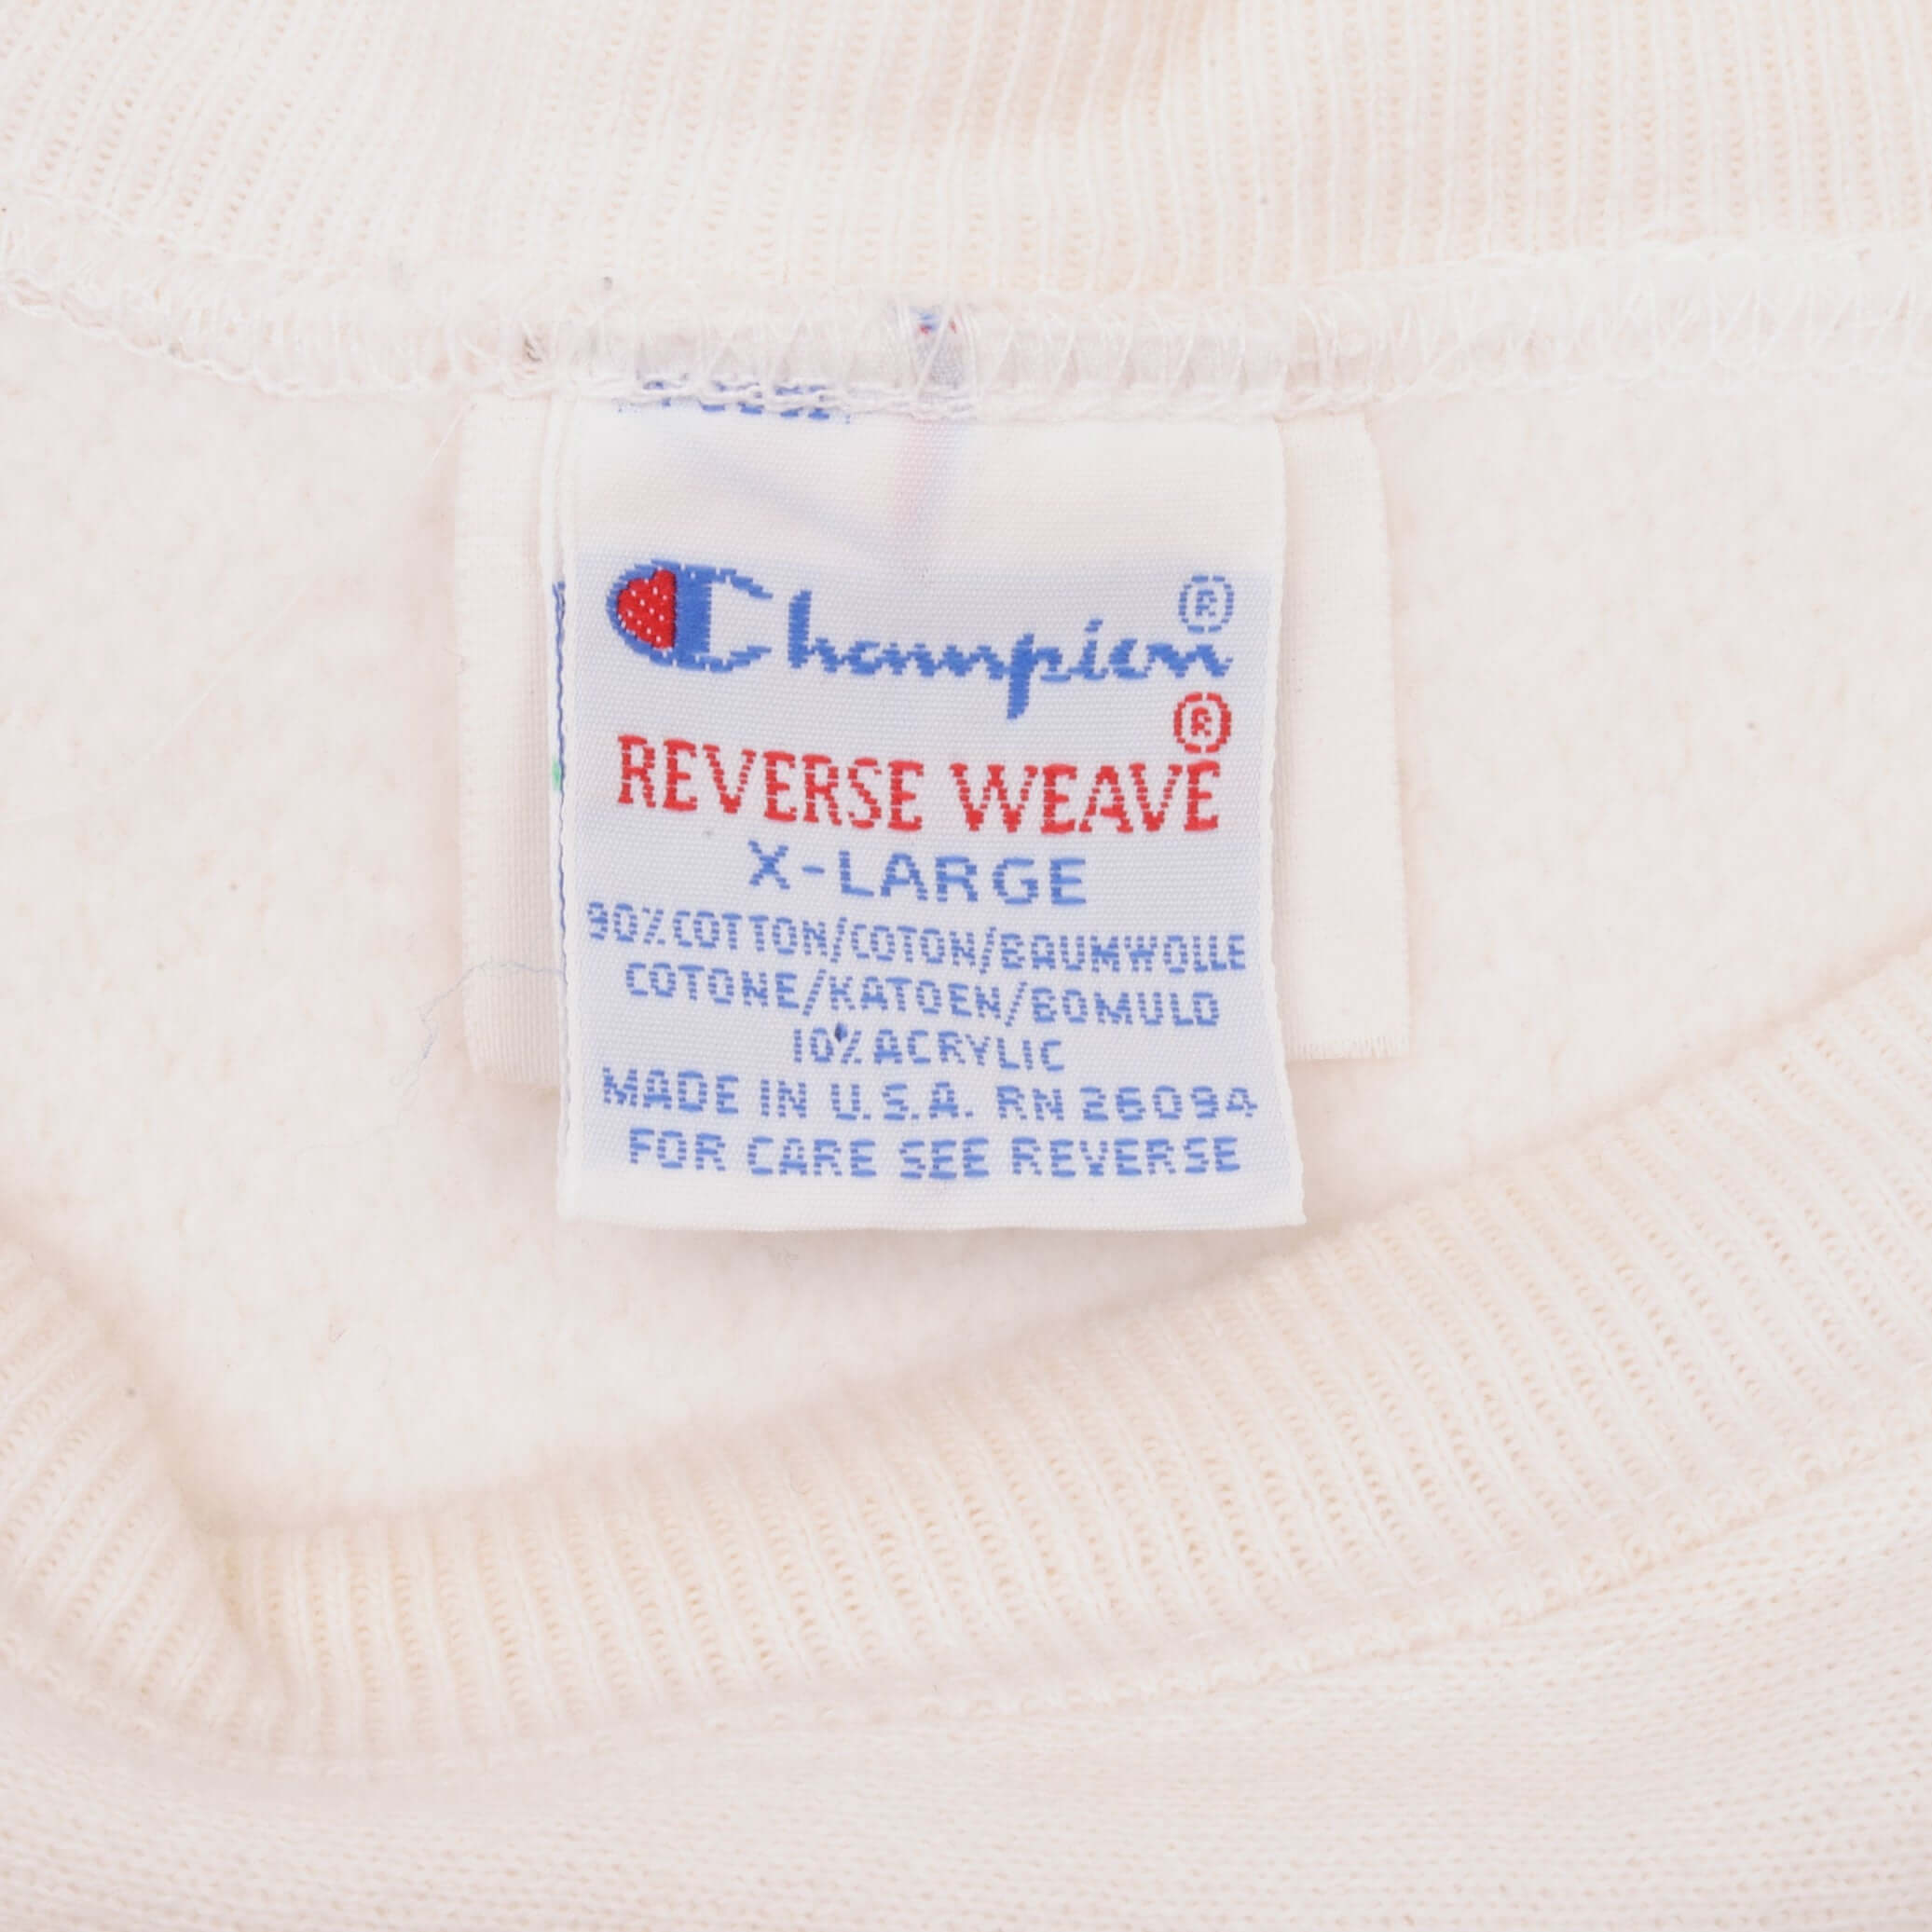 Champion®
REVERSE WEAVE®
X-LARGE
90% COTTON/COTON/BAUMWOLLE
COTONE/KATOEN/BOMULD
10% ACRYLIC
MADE IN U.S.A. RN 26094
FOR CARE SEE REVERSE